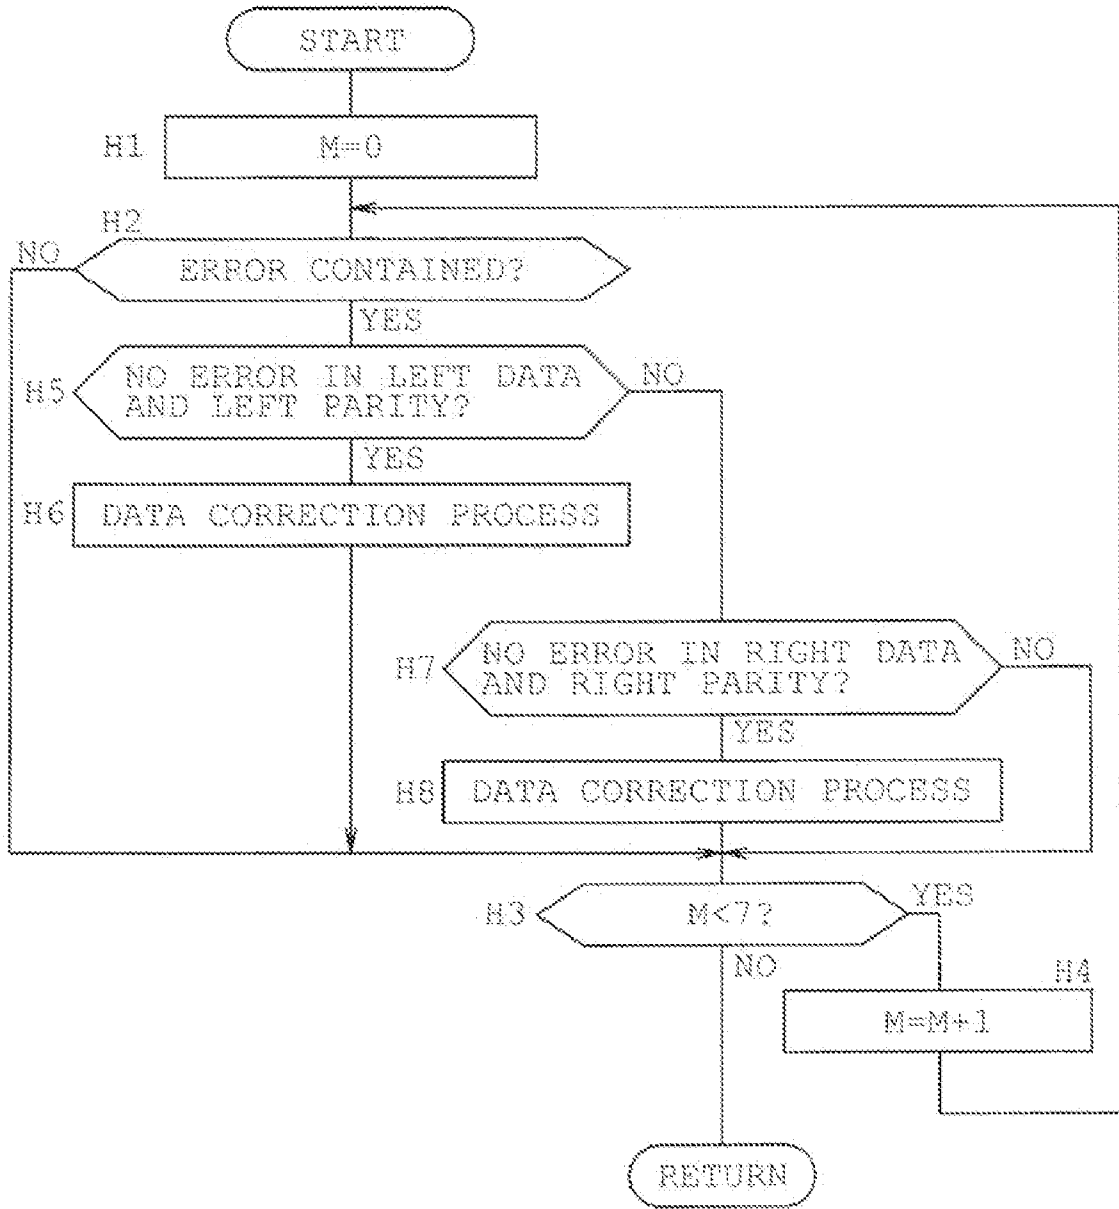 START
H1
M=0
H2
NO
ERROR CONTAINED?
YES
H5
NO ERROR IN LEFT DATA
AND LEFT PARITY?
NO
YES
H6
DATA CORRECTION PROCESS
H7
NO ERROR IN RIGHT DATA
AND RIGHT PARITY?
NO
YES
H8
DATA CORRECTION PROCESS
H3
M<7?
YES
NO
H4
M=M+1
RETURN